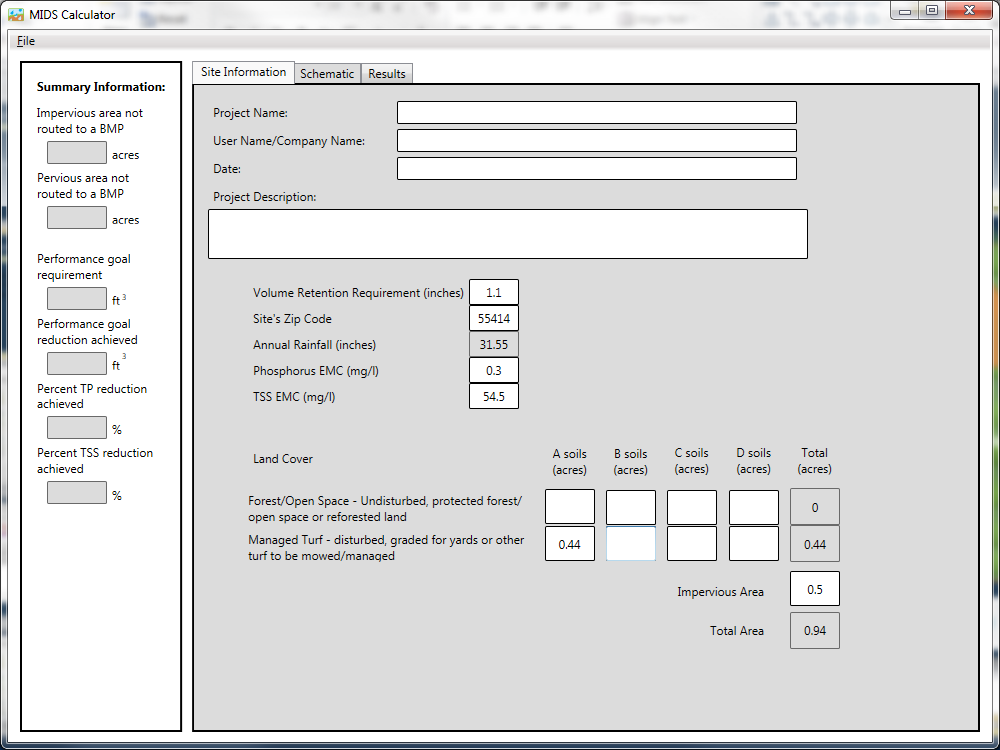 MIDS Calculator
File
Summary Information:
Impervious area not
routed to a BMP
acres
Pervious area not
routed to a BMP
acres
Performance goal
requirement
ft 3
Performance goal
reduction achieved
ft 3
Percent TP reduction
achieved
%
Percent TSS reduction
achieved
%
Site Information Schematic Results
Project Name:
User Name/Company Name:
Date:
Project Description:
Volume Retention Requirement (inches) 1.1
Site's Zip Code 55414
Annual Rainfall (inches) 31.55
Phosphorus EMC (mg/l) 0.3
TSS EMC (mg/l) 54.5
Land Cover
A soils B soils C soils D soils Total
(acres) (acres) (acres) (acres) (acres)
Forest/Open Space - Undisturbed, protected forest/
open space or reforested land
0
Managed Turf - disturbed, graded for yards or other
turf to be mowed/managed
0.44 0.44
Impervious Area 0.5
Total Area 0.94